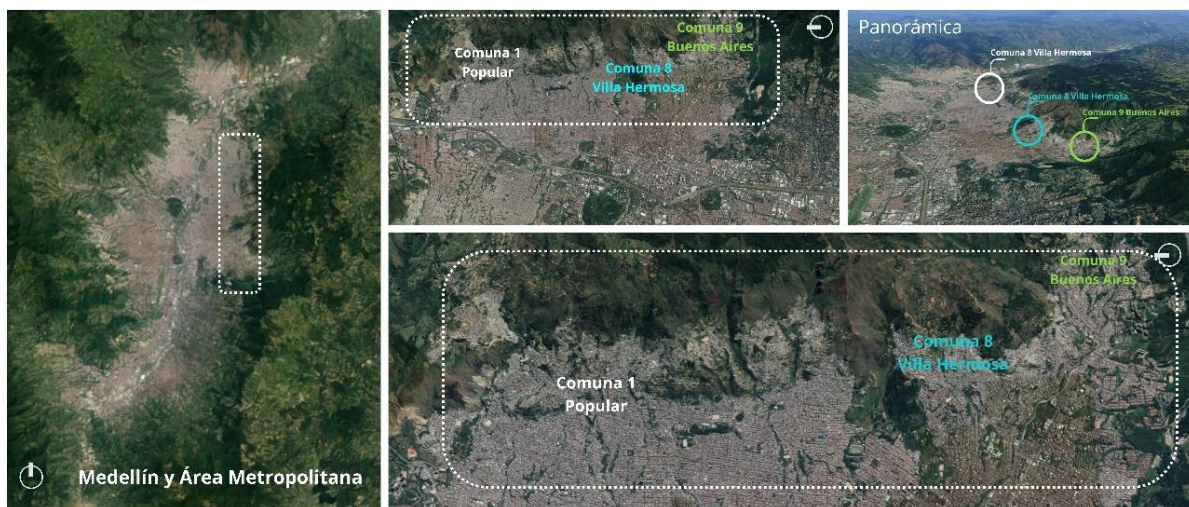 Medellín y Área Metropolitana
Comuna 1
Popular
Comuna 8
Villa Hermosa
Comuna 9
Buenos Aires
Panorámica
Comuna 8 Villa Hermosa
Comuna 8 Villa Hermosa
Comuna 9 Buenos Aires
Comuna 1
Popular
Comuna 8
Villa Hermosa
Comuna 9
Buenos Aires